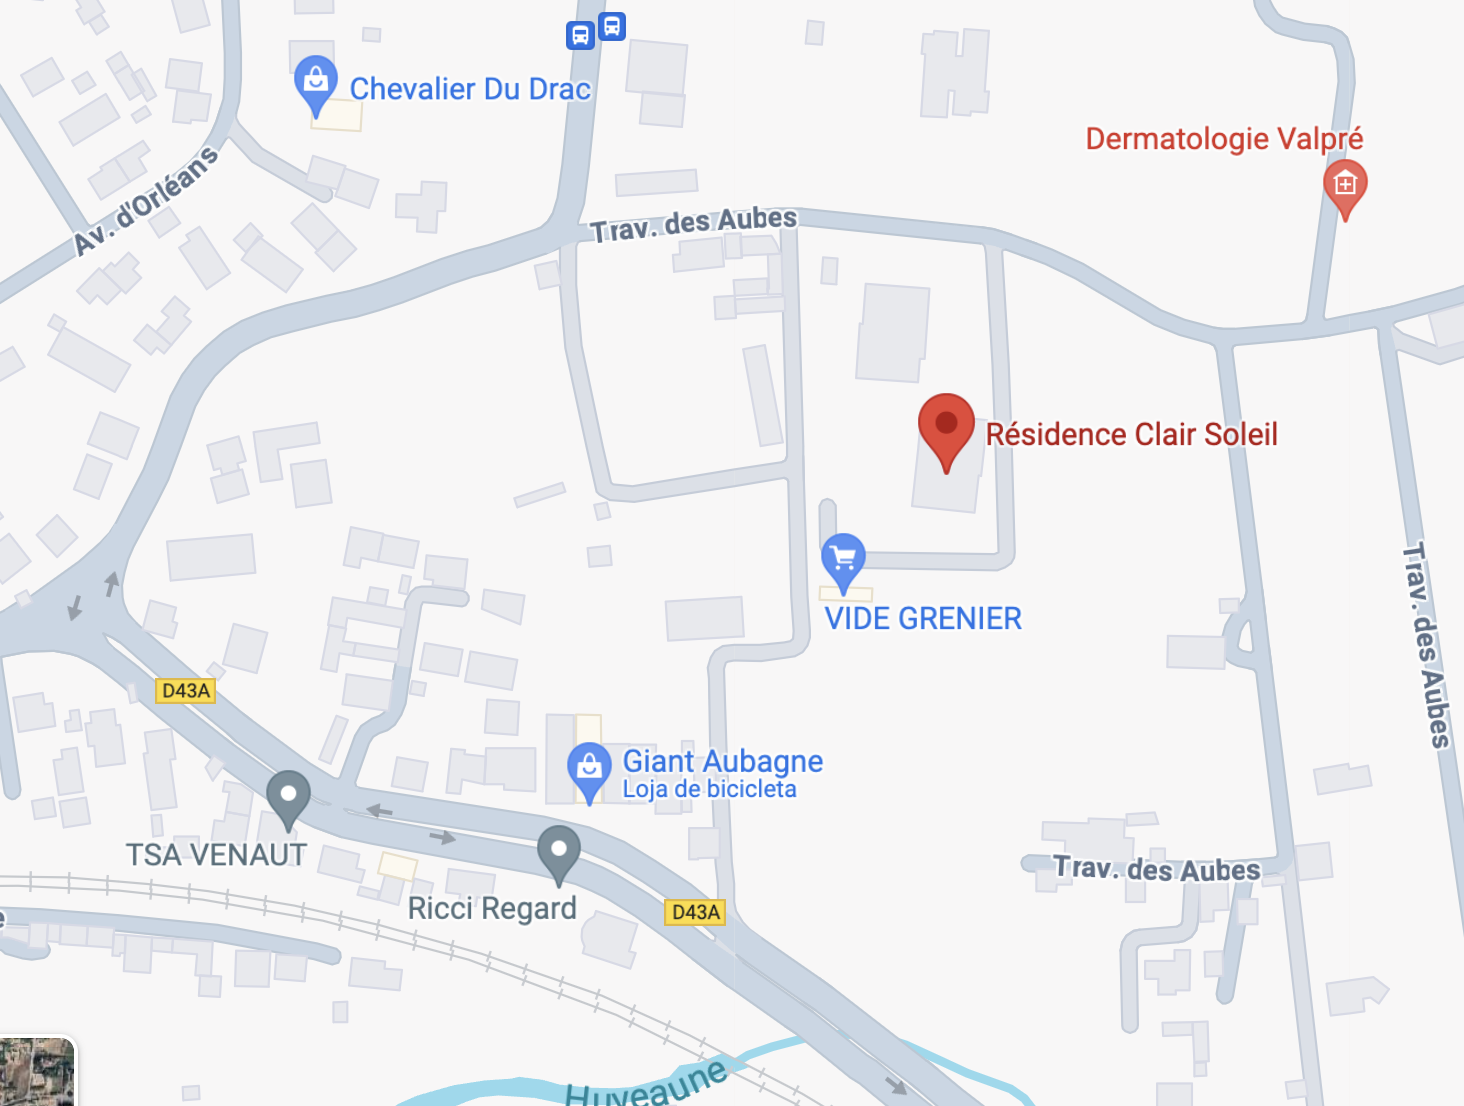 Chevalier Du Drac
Dermatologie Valpré
Av. d'Orléans
Trav. des Aubes
Résidence Clair Soleil
VIDE GRENIER
Trav. des Aubes
D43A
Giant Aubagne
Loja de bicicleta
TSA VENAUT
Trav. des Aubes
Ricci Regard
D43A
Huveaune